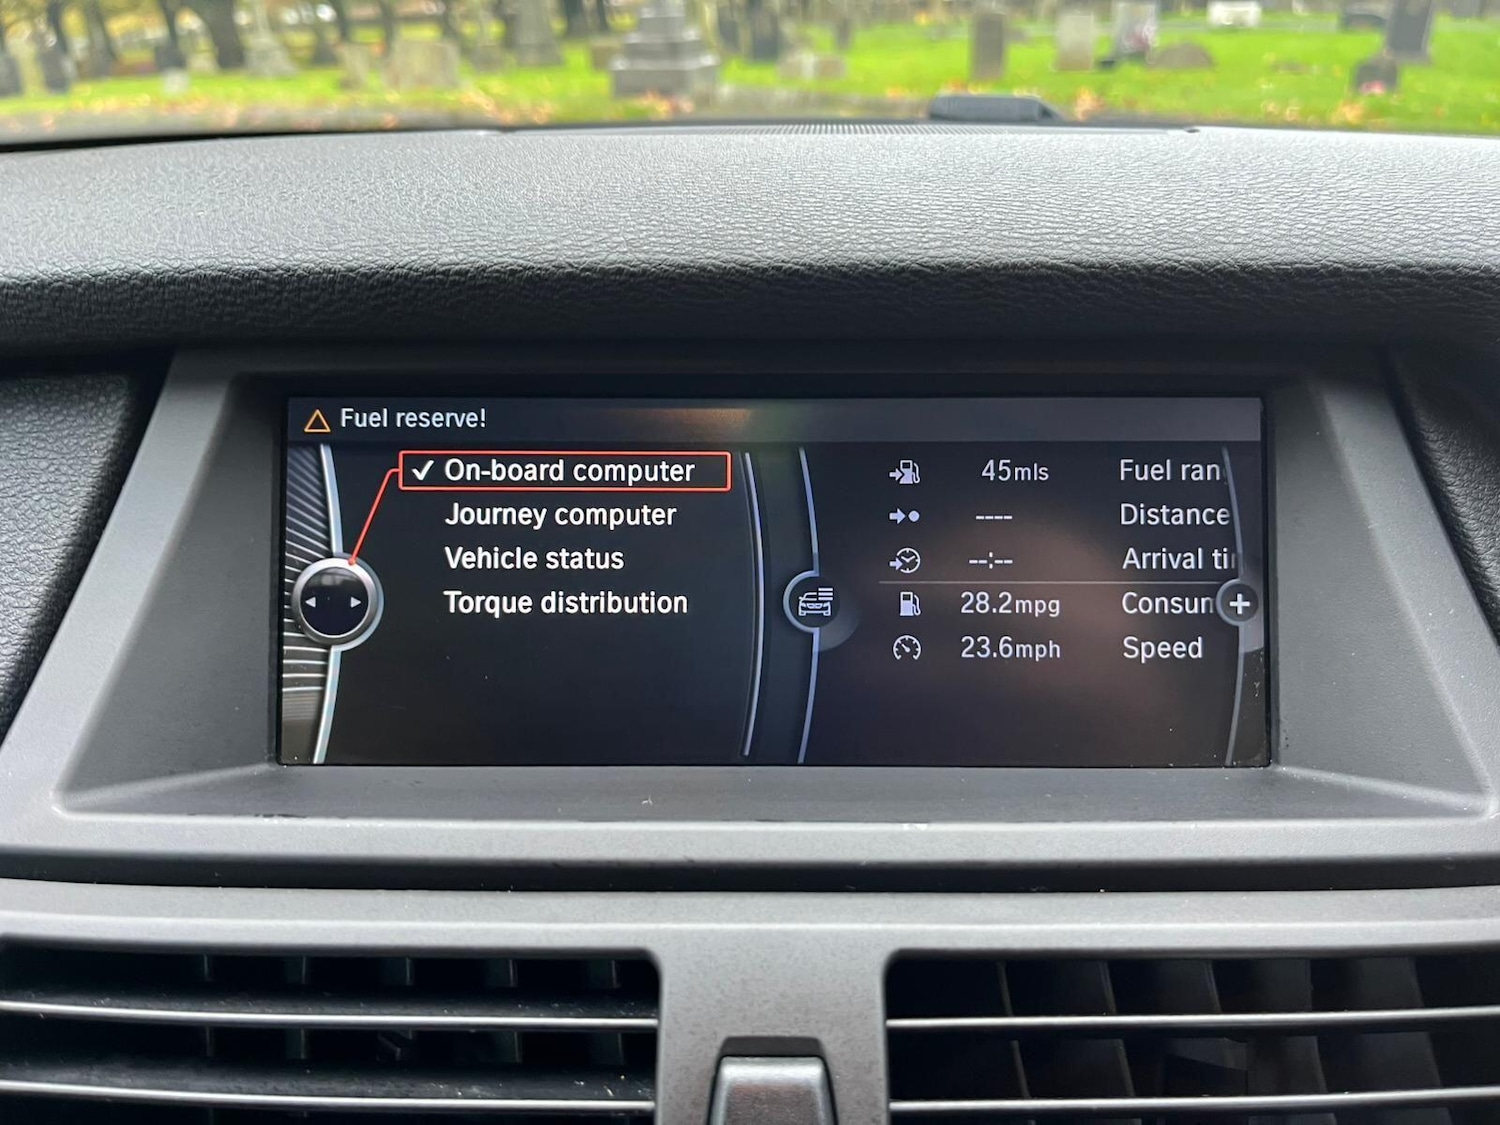 Fuel reserve!
✓ On-board computer
Journey computer
Vehicle status
Torque distribution
45mls Fuel ran
---- Distance
--:-- Arrival ti
28.2mpg Consum
23.6mph Speed